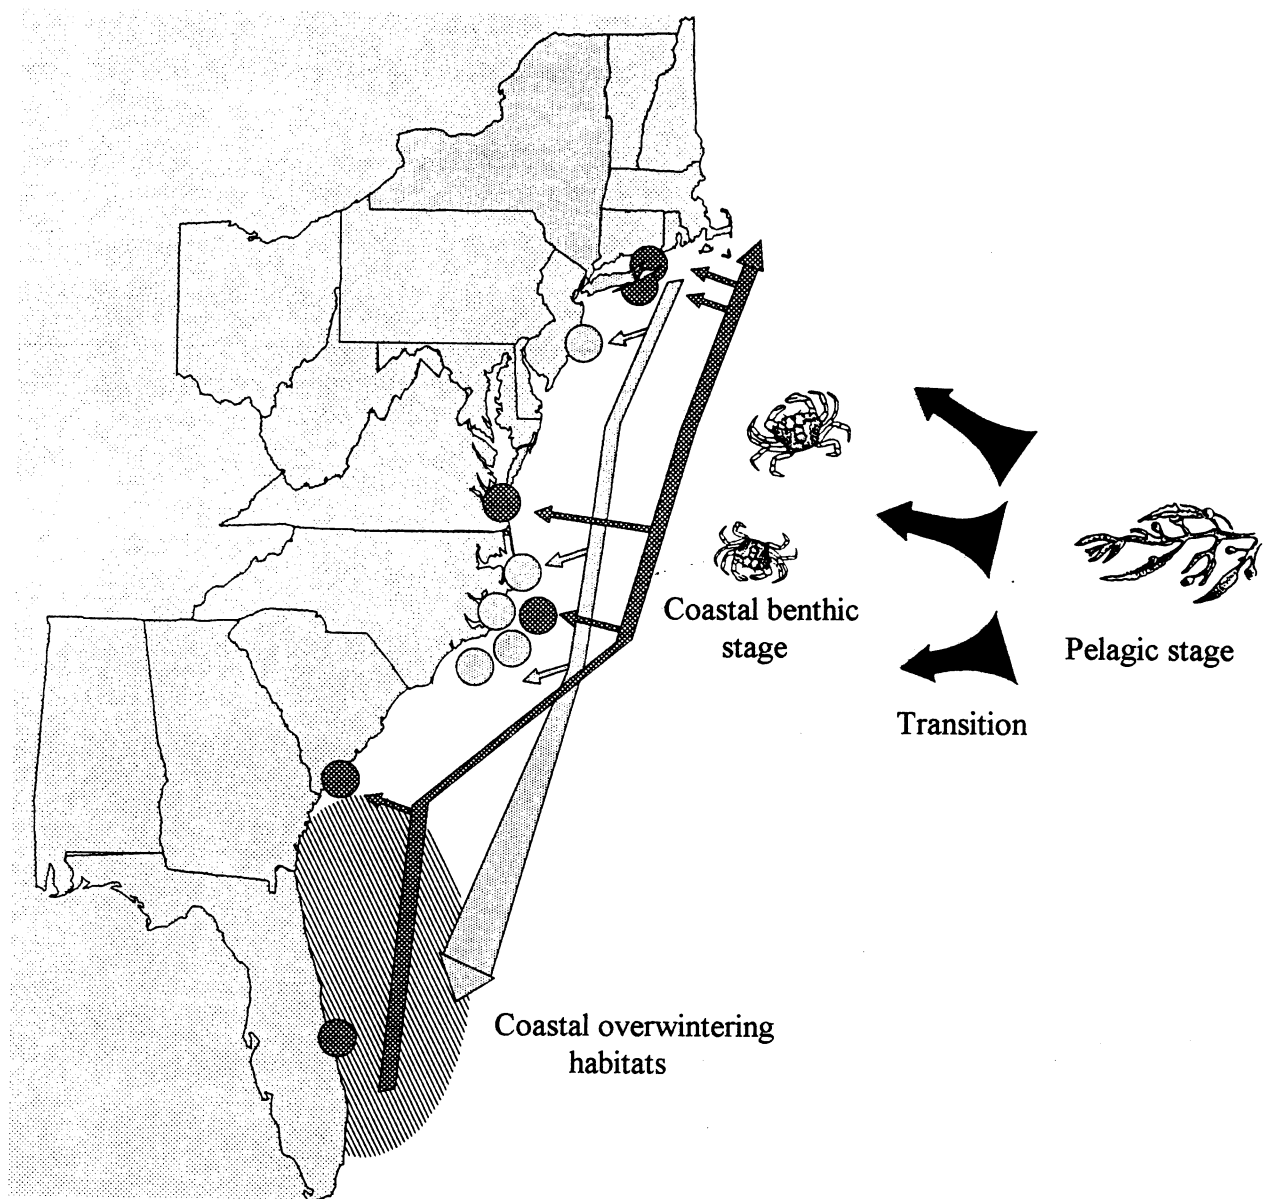 Coastal benthic
stage
Pelagic stage
Transition
Coastal overwintering
habitats